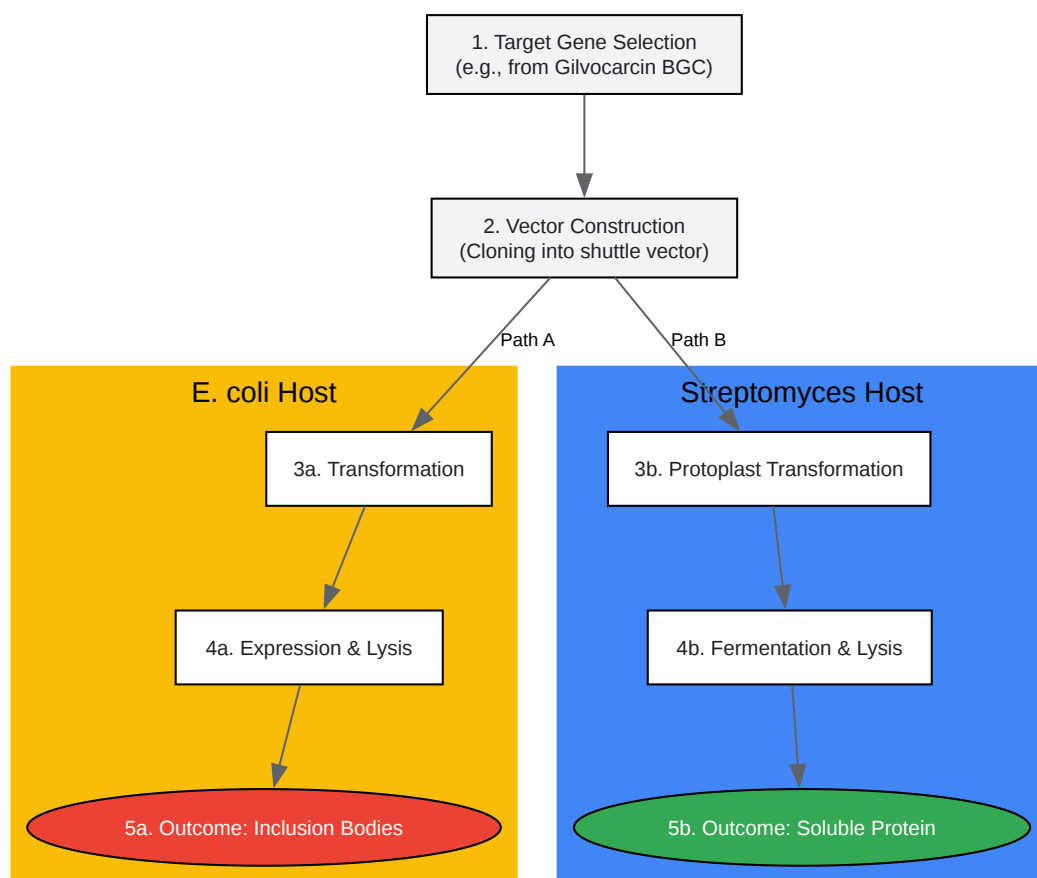 1. Target Gene Selection
(e.g., from Gilvocarcin BGC)
2. Vector Construction
(Cloning into shuttle vector)
Path A
Path B
E. coli Host
3a. Transformation
4a. Expression & Lysis
5a. Outcome: Inclusion Bodies
Streptomyces Host
3b. Protoplast Transformation
4b. Fermentation & Lysis
5b. Outcome: Soluble Protein